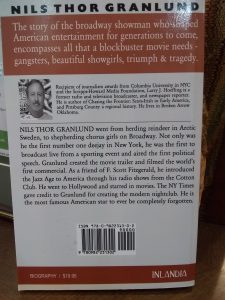 NILS THOR GRANLUND
The story of the broadway showman who shaped
American entertainment for generations to come,
encompasses all that a blockbuster movie needs -
gangsters, beautiful showgirls, triumph & tragedy.
Recipient of journalism awards from Columbia University in NYC
and the Scripps-Howard Media Foundation, Larry J. Hoefling is a
former radio and television broadcaster, and newspaper reporter.
He is author of Chasing the Frontier: Scots-Irish in Early America,
and Pittsburg County: a regional history. He lives in Broken Arrow
Oklahoma.
NILS THOR GRANLUND went from herding reindeer in Arctic
Sweden, to shepherding chorus girls on Broadway. Not only was
he the first number one deejay in New York, he was the first to
broadcast live from a sporting event and aired the first political
speech. Granlund created the movie trailer and filmed the world's
first commercial. As a friend of F. Scott Fitzgerald, he introduced
the Jazz Age to America through his radio shows from the Cotton
Club. He went to Hollywood and starred in movies. The NY Times
gave credit to Granlund for creating the modern nightclub. He is
the most famous American star to ever be completely forgotten.
90000
BIOGRAPHY / $19.95
INLANDIA